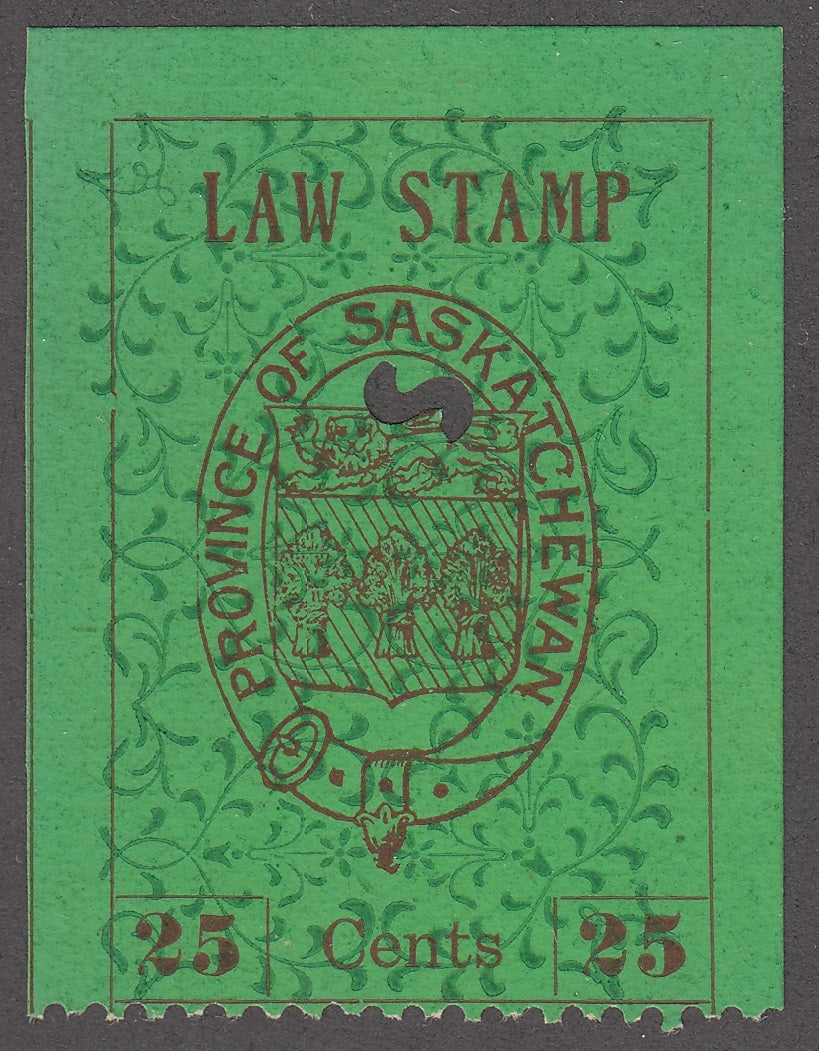 LAW STAMP
PROVINCE OF SASKATCHEWAN
25 Cents 25